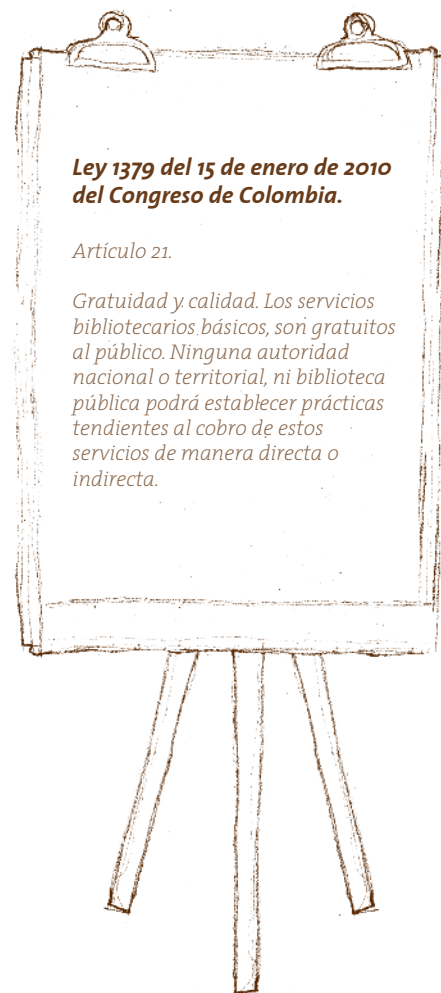 Ley 1379 del 15 de enero de 2010
del Congreso de Colombia.
Artículo 21.
Gratuidad y calidad. Los servicios
bibliotecarios básicos, son gratuitos
al público. Ninguna autoridad
nacional o territorial, ni biblioteca
pública podrá establecer prácticas
tendientes al cobro de estos
servicios de manera directa o
indirecta.